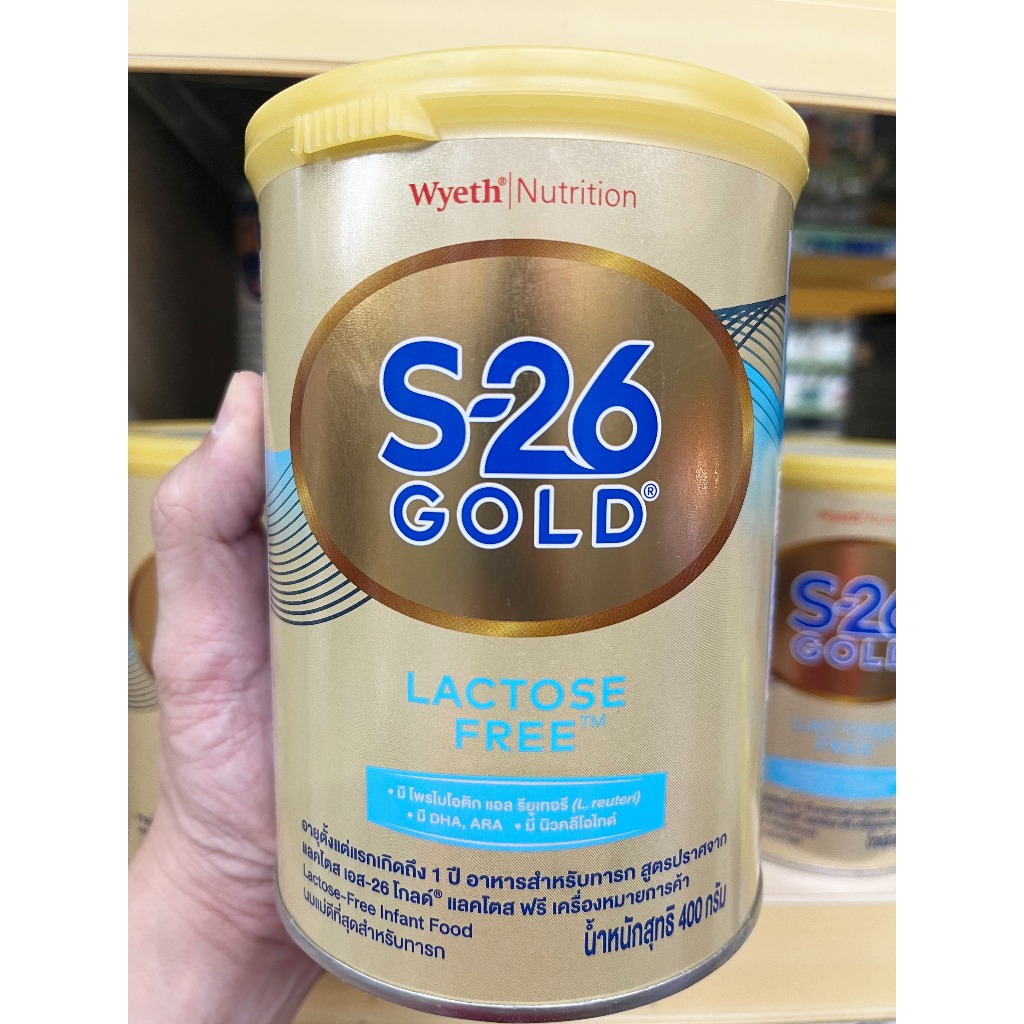 Wyeth® Nutrition
S-26
GOLD®
LACTOSE
FREE™
• มี โพรไบโอติก แอล รียูเทอรี (L. reuteri)
• มี DHA, ARA • มี นิวคลีโอไทด์
อายุตั้งแต่แรกเกิดถึง 1 ปี อาหารสำหรับทารก สูตรปราศจาก
แลคโตส เอส-26 โกลด์® แลคโตส ฟรี เครื่องหมายการค้า
Lactose-Free Infant Food
นมแม่ดีที่สุดสำหรับทารก
น้ำหนักสุทธิ 400 กรัม
Wyeth Nutri
S-26
GOLD
LACTOSE
FREE